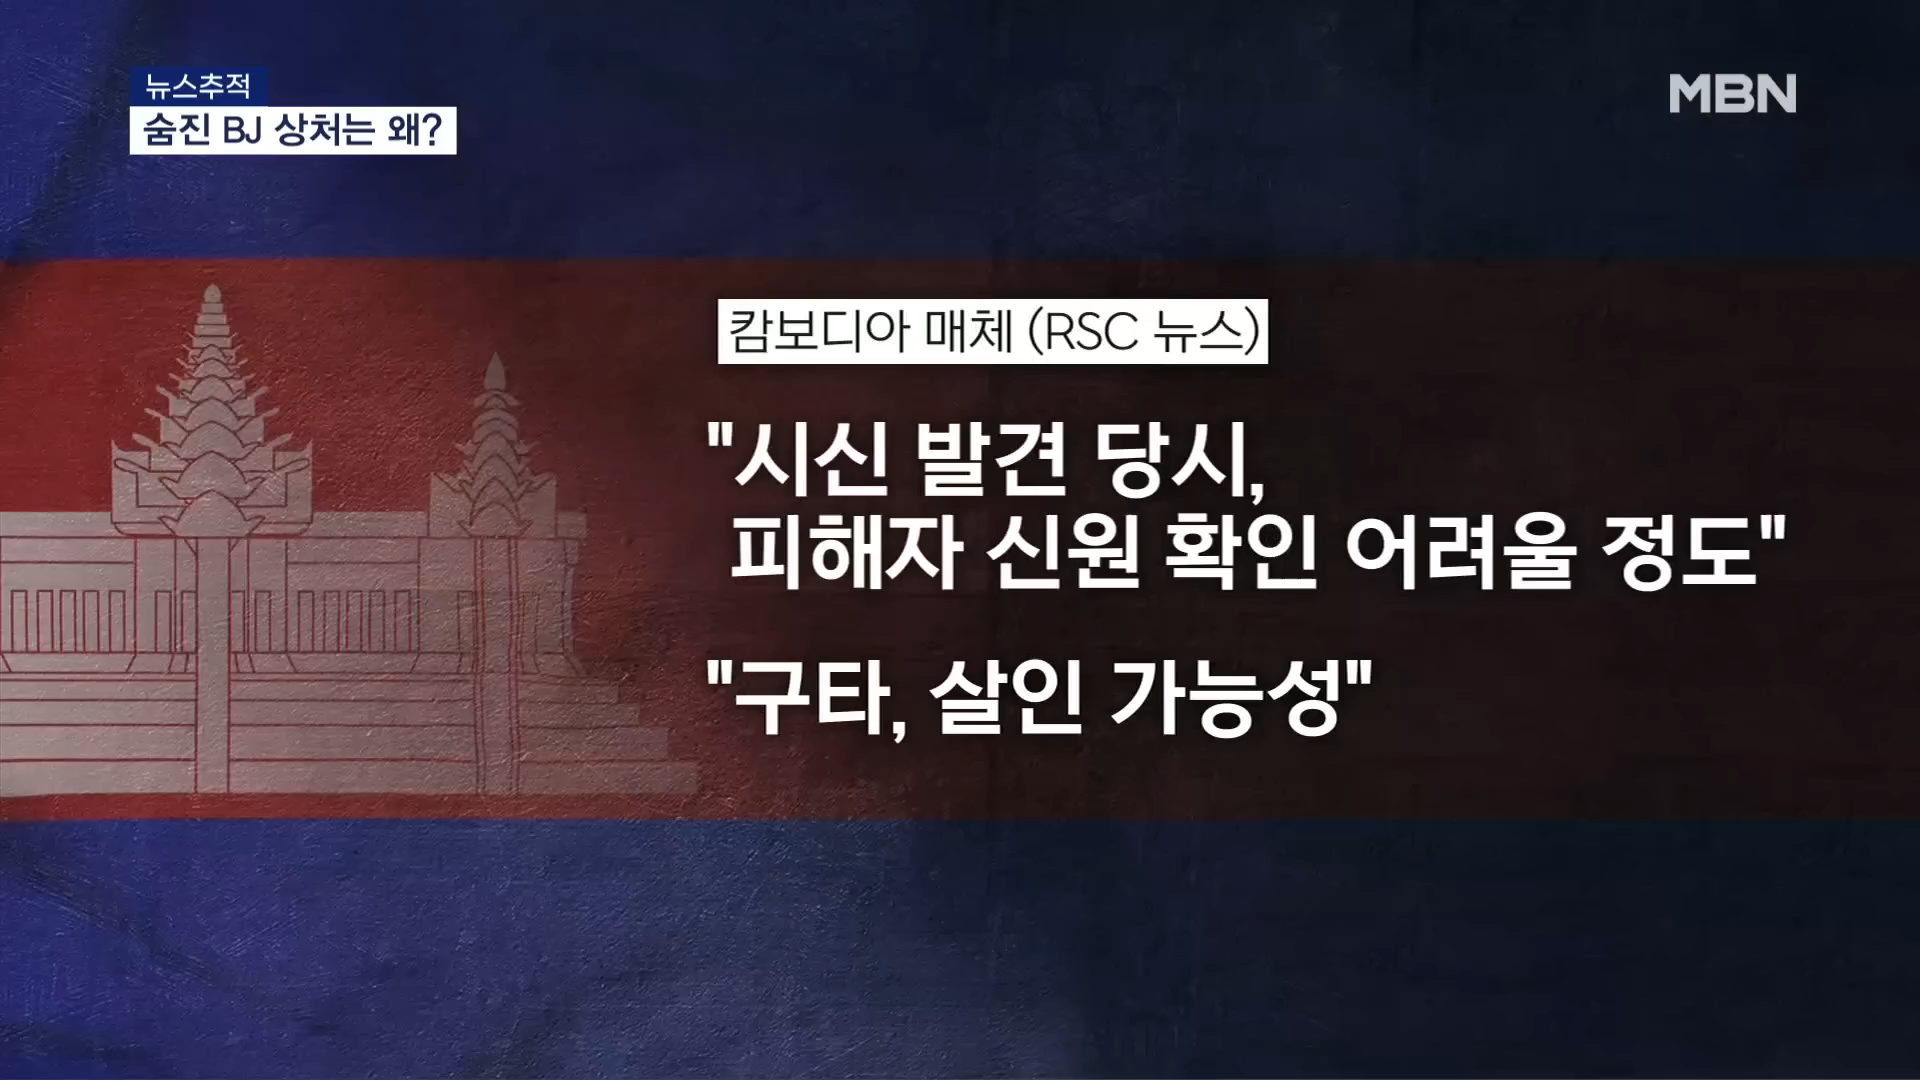 뉴스추적
숨진 BJ 상처는 왜?
MBN
캄보디아 매체 (RSC 뉴스)
"시신 발견 당시,
피해자 신원 확인 어려울 정도"
"구타, 살인 가능성"